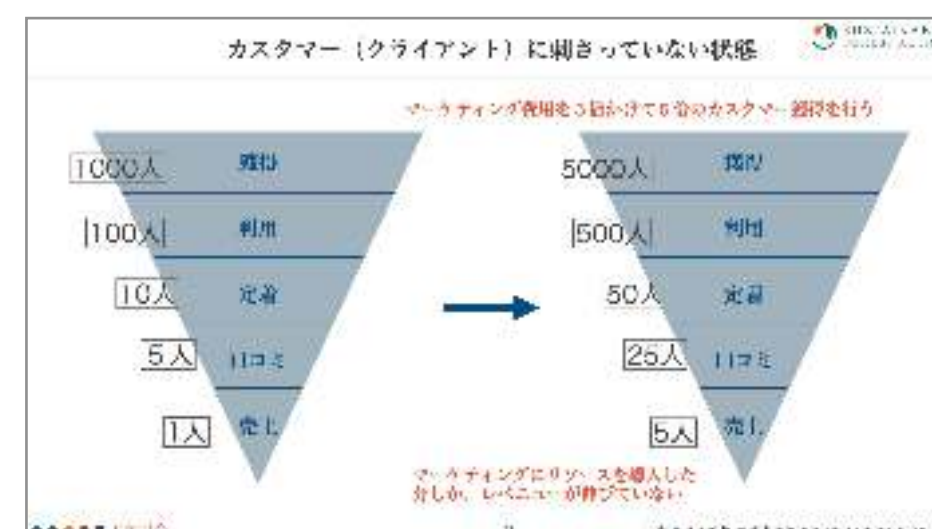 カスタマー（クライアント）に刺さっていない状態
マーケティング費用を5倍かけて5倍のカスタマー獲得を行う
1000人 獲得
100人 利用
10人 定着
5人 口コミ
1人 売上
5000人 獲得
500人 利用
50人 定着
25人 口コミ
5人 売上
マーケティングにリソースを導入した
分しか、レベニューが伸びていない